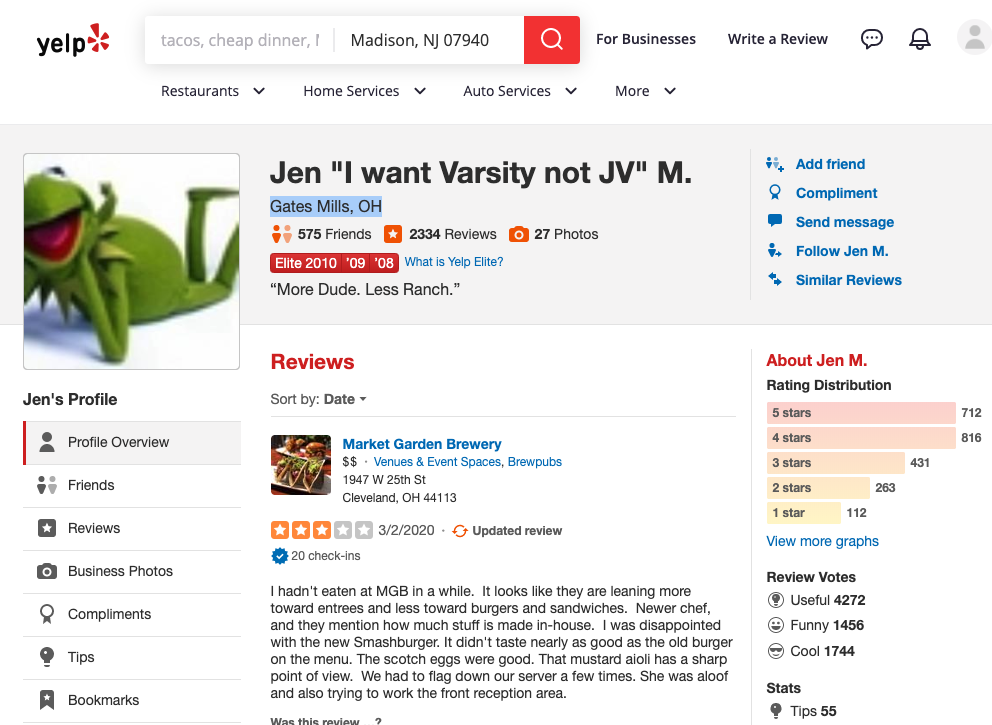 yelp
tacos, cheap dinner,
Madison, NJ 07940
For Businesses
Write a Review
Restaurants
Home Services
Auto Services
More
Jen "I want Varsity not JV" M.
Gates Mills, OH
575 Friends
2334 Reviews
27 Photos
Elite 2010 '09 '08
What is Yelp Elite?
“More Dude. Less Ranch.”
Add friend
Compliment
Send message
Follow Jen M.
Similar Reviews
Jen's Profile
Profile Overview
Friends
Reviews
Business Photos
Compliments
Tips
Bookmarks
Reviews
Sort by: Date
Market Garden Brewery
$$ · Venues & Event Spaces, Brewpubs
1947 W 25th St
Cleveland, OH 44113
3/2/2020 · Updated review
20 check-ins
I hadn't eaten at MGB in a while. It looks like they are leaning more
toward entrees and less toward burgers and sandwiches. Newer chef,
and they mention how much stuff is made in-house. I was disappointed
with the new Smashburger. It didn't taste nearly as good as the old burger
on the menu. The scotch eggs were good. That mustard aioli has a sharp
point of view. We had to flag down our server a few times. She was aloof
and also trying to work the front reception area.
Was this review ...?
About Jen M.
Rating Distribution
5 stars 712
4 stars 816
3 stars 431
2 stars 263
1 star 112
View more graphs
Review Votes
Useful 4272
Funny 1456
Cool 1744
Stats
Tips 55